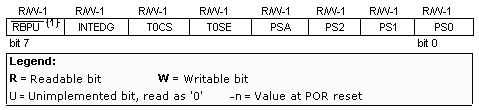 R/W-1 R/W-1 R/W-1 R/W-1 R/W-1 R/W-1 R/W-1 R/W-1
RBPU {1} INTEDG T0CS T0SE PSA PS2 PS1 PS0
bit 7 bit 0
Legend:
R = Readable bit W = Writable bit
U = Unimplemented bit, read as '0' -n = Value at POR reset